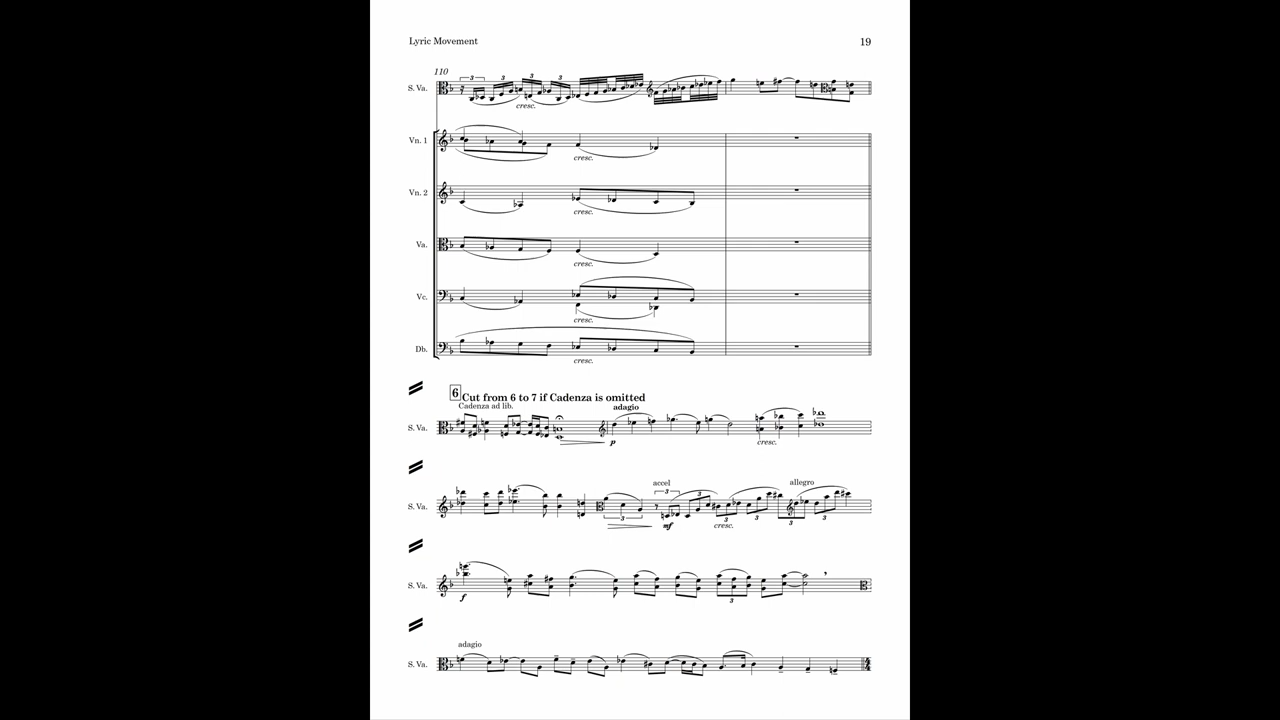 Lyric Movement 19
110
S. Va. 3 3 3 3 cresc.
Vn. 1 cresc.
Vn. 2 cresc.
Va. cresc.
Vc. cresc.
Db. cresc.
6 Cut from 6 to 7 if Cadenza is omitted
Cadenza ad lib. adagio
S. Va. p cresc.
accel allegro
S. Va. 3 3 3 mf 3 cresc. 3 3 3
S. Va. f 3
adagio
S. Va. 4 4